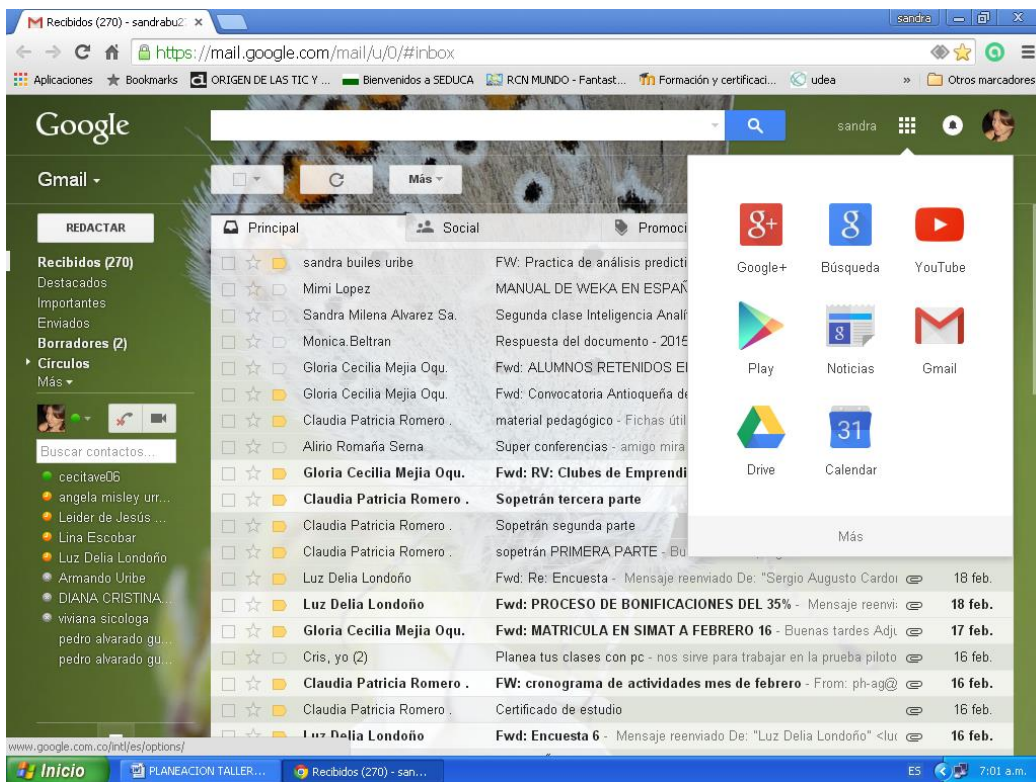 Recibidos (270) - sandrabu2
sandra
https://mail.google.com/mail/u/0/#inbox
Aplicaciones Bookmarks ORIGEN DE LAS TIC Y ... Bienvenidos a SEDUCA RCN MUNDO - Fantast... Formación y certificaci... udea » Otros marcadores
Google
sandra
Gmail
Más
REDACTAR
Principal Social Promoci
Recibidos (270)
Destacados
Importantes
Enviados
Borradores (2)
Círculos
Más
Buscar contactos...
cecitave06
angela misley urr...
Leider de Jesús ...
Lina Escobar
Luz Delia Londoño
Armando Uribe
DIANA CRISTINA...
viviana sicologa
pedro alvarado gu...
pedro alvarado gu...
sandra builes uribe FW: Practica de análisis predicti
Mimi Lopez MANUAL DE WEKA EN ESPAÑ
Sandra Milena Alvarez Sa. Segunda clase Inteligencia Analí
Monica.Beltran Respuesta del documento - 2015
Gloria Cecilia Mejia Oqu. Fwd: ALUMNOS RETENIDOS E
Gloria Cecilia Mejia Oqu. Fwd: Convocatoria Antioqueña de
Claudia Patricia Romero . material pedagógico - Fichas útil
Alirio Romaña Serna Super conferencias - amigo mira
Gloria Cecilia Mejia Oqu. Fwd: RV: Clubes de Emprendi
Claudia Patricia Romero . Sopetrán tercera parte
Claudia Patricia Romero . Sopetrán segunda parte
Claudia Patricia Romero . sopetrán PRIMERA PARTE - Bu
Luz Delia Londoño Fwd: Re: Encuesta - Mensaje reenviado De: "Sergio Augusto Cardo 18 feb.
Luz Delia Londoño Fwd: PROCESO DE BONIFICACIONES DEL 35% - Mensaje reenvi 18 feb.
Gloria Cecilia Mejia Oqu. Fwd: MATRICULA EN SIMAT A FEBRERO 16 - Buenas tardes Adju 17 feb.
Cris, yo (2) Planea tus clases con pc - nos sirve para trabajar en la prueba piloto 16 feb.
Claudia Patricia Romero . FW: cronograma de actividades mes de febrero - From: ph-ag@ 16 feb.
Claudia Patricia Romero . Certificado de estudio 16 feb.
Luz Delia Londoño Fwd: Encuesta 6 - Mensaje reenviado De: "Luz Delia Londoño" <lu 16 feb.
Google+ Búsqueda YouTube
Play Noticias Gmail
31
Drive Calendar
Más
www.google.com.co/intl/es/options/
Inicio PLANEACION TALLER... Recibidos (270) - san... ES 7:01 a.m.